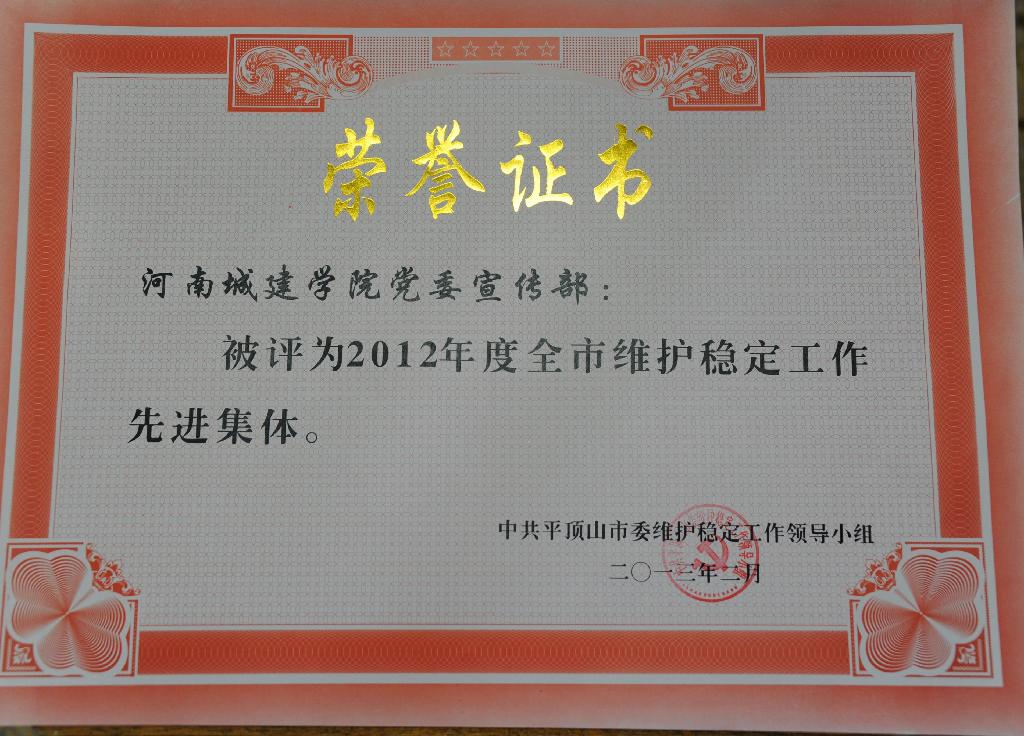 荣誉证书
河南城建学院党委宣传部：
被评为2012年度全市维护稳定工作
先进集体。
中共平顶山市委维护稳定工作领导小组
二〇一三年二月